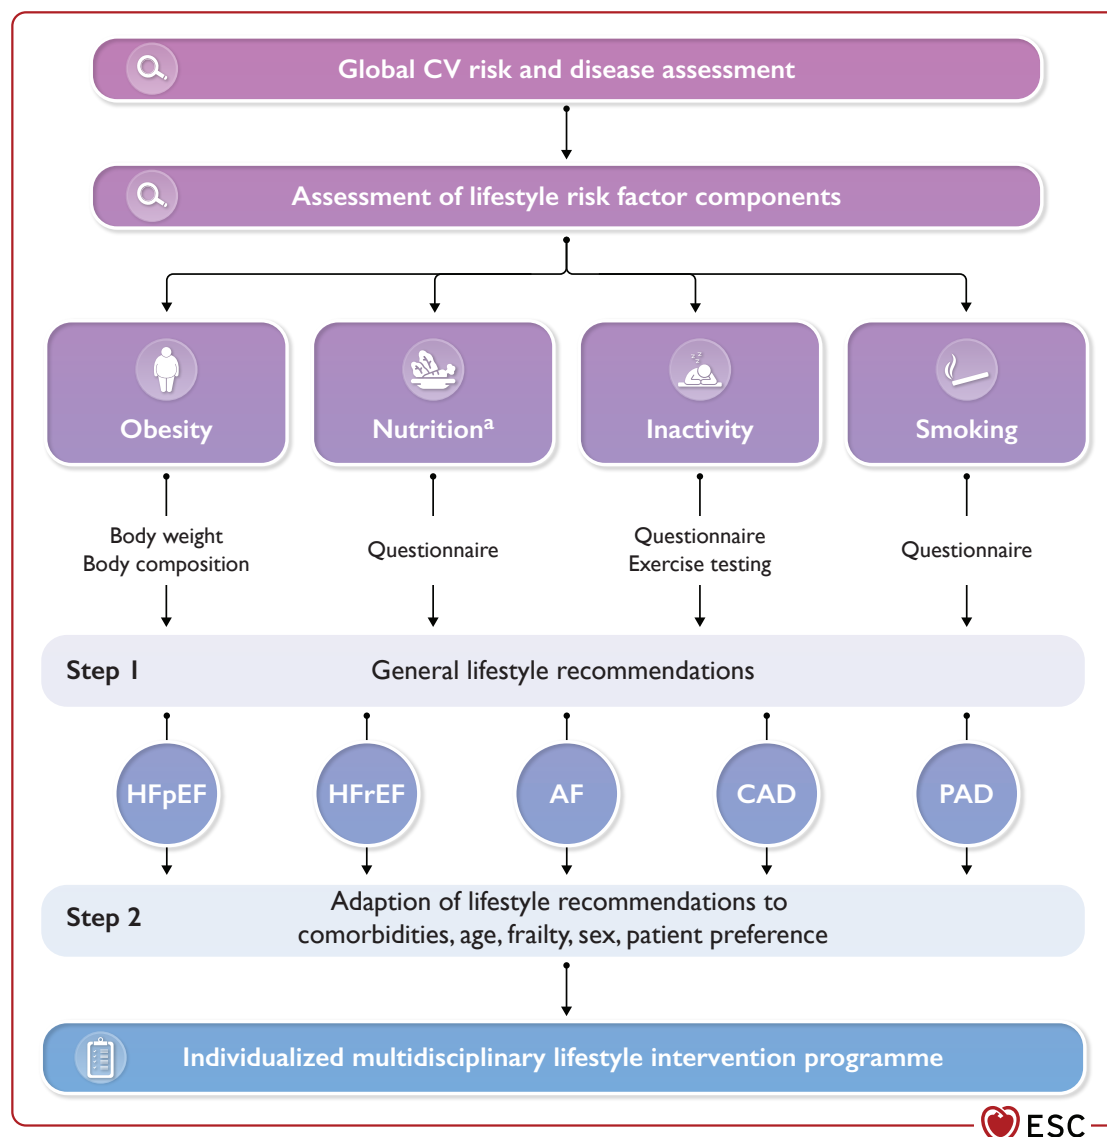 Global CV risk and disease assessment
Assessment of lifestyle risk factor components
z z z
Obesity
Nutritionᵃ
Inactivity
Smoking
Body weight
Body composition
Questionnaire
Questionnaire
Exercise testing
Questionnaire
Step 1
General lifestyle recommendations
HFpEF
HFrEF
AF
CAD
PAD
Step 2
Adaption of lifestyle recommendations to
comorbidities, age, frailty, sex, patient preference
Individualized multidisciplinary lifestyle intervention programme
ESC